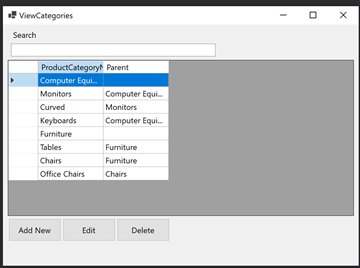 ViewCategories
Search
ProductCategoryN Parent
Computer Equi...
Monitors Computer Equi...
Curved Monitors
Keyboards Computer Equi...
Furniture
Tables Furniture
Chairs Furniture
Office Chairs Chairs
Add New Edit Delete